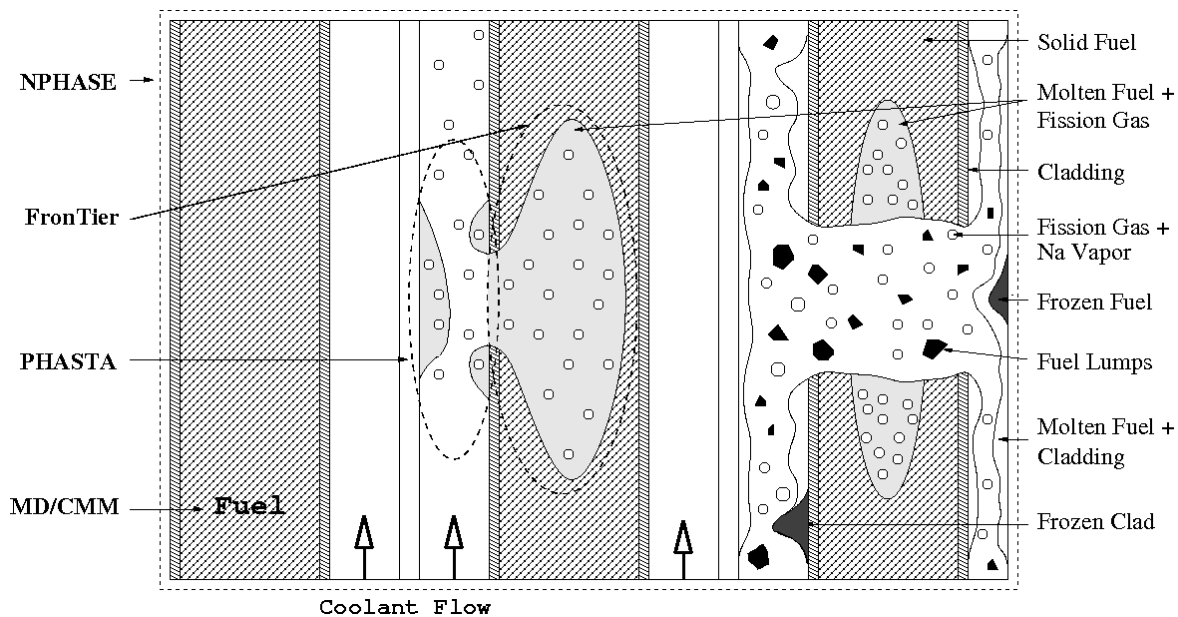 NPHASE
FronTier
PHASTA
MD/CMM
Fuel
Coolant Flow
Solid Fuel
Molten Fuel +
Fission Gas
Cladding
Fission Gas +
Na Vapor
Frozen Fuel
Fuel Lumps
Molten Fuel +
Cladding
Frozen Clad